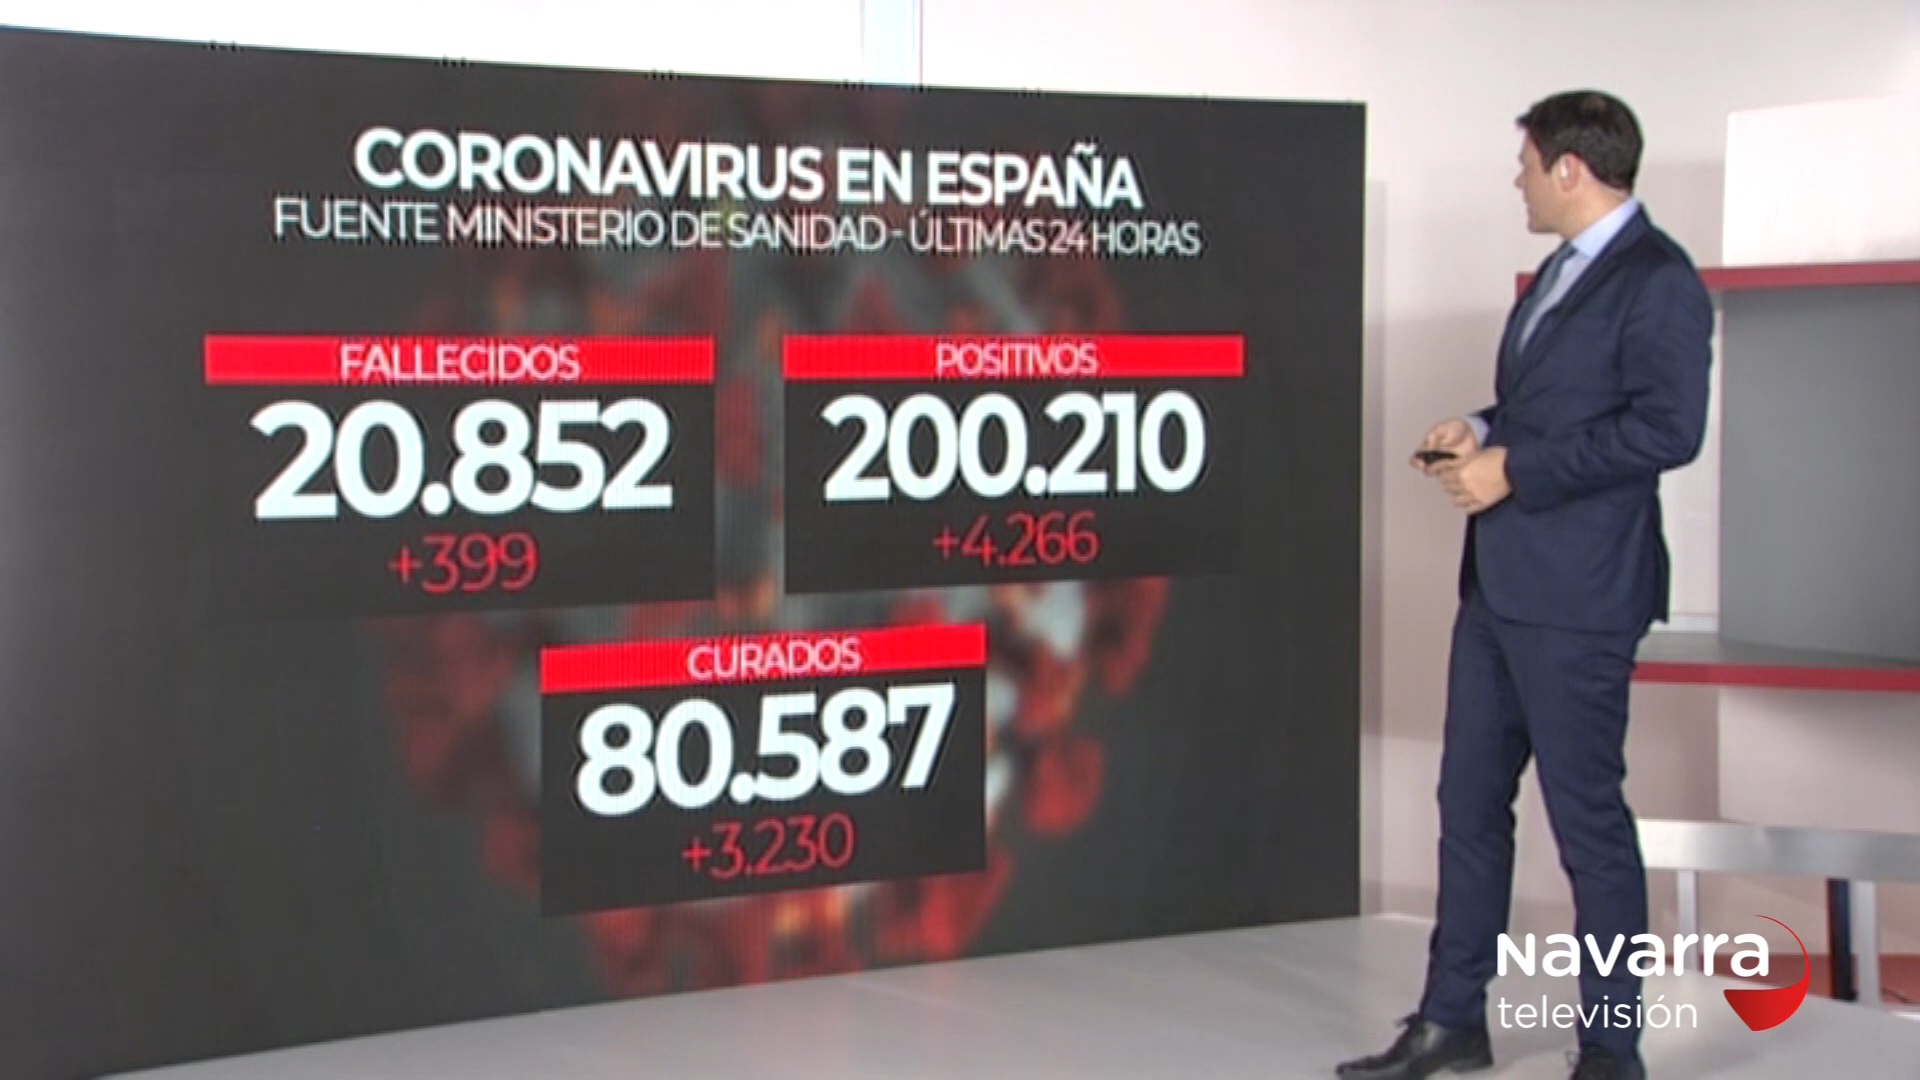 CORONAVIRUS EN ESPAÑA
FUENTE MINISTERIO DE SANIDAD - ÚLTIMAS 24 HORAS
FALLECIDOS
20.852
+399
POSITIVOS
200.210
+4.266
CURADOS
80.587
+3.230
Navarra
televisión